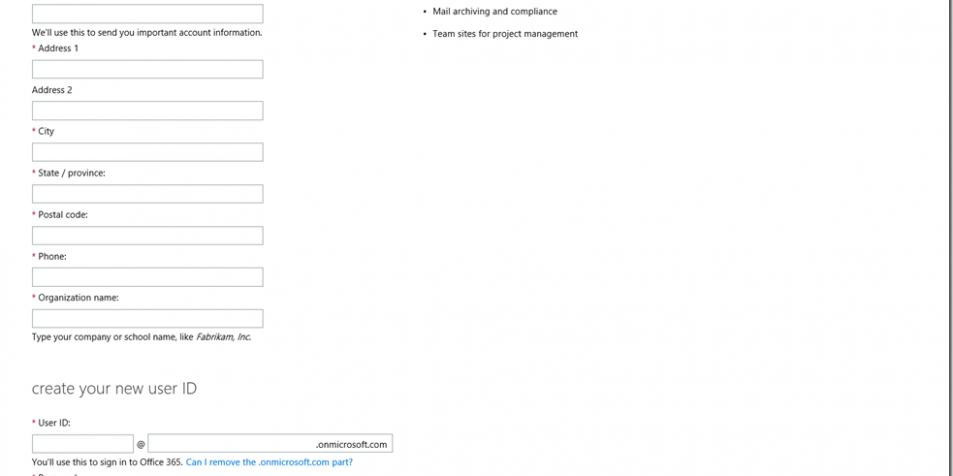 We'll use this to send you important account information.
* Address 1
Address 2
* City
* State / province:
* Postal code:
* Phone:
* Organization name:
Type your company or school name, like Fabrikam, Inc.
create your new user ID
* User ID:
@ .onmicrosoft.com
You'll use this to sign in to Office 365. Can I remove the .onmicrosoft.com part?
• Mail archiving and compliance
• Team sites for project management